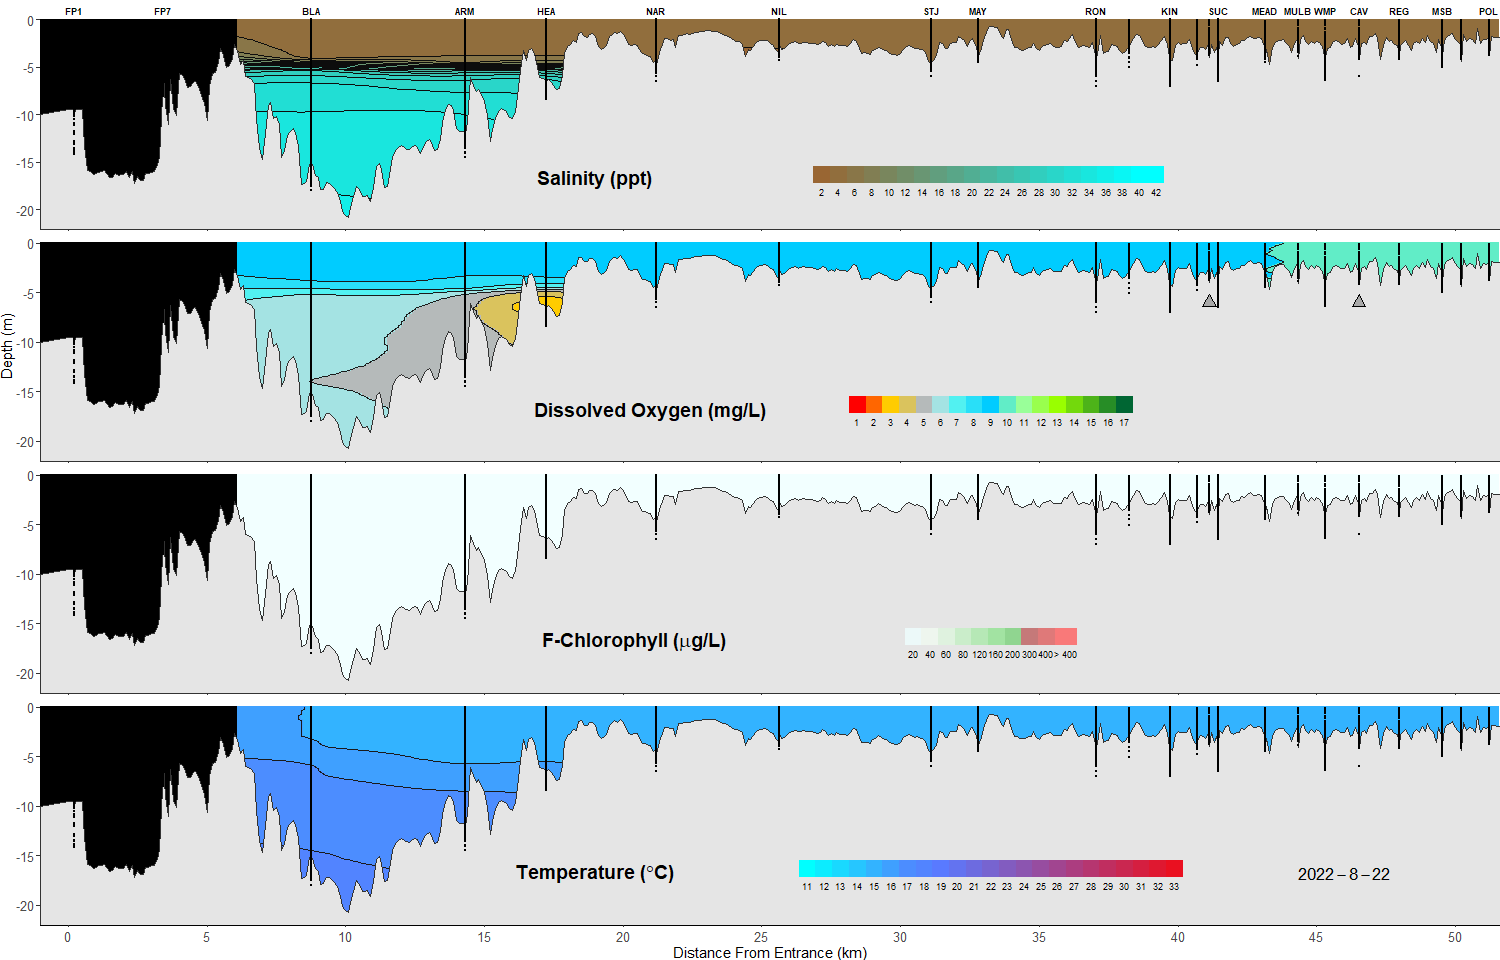 FP1 FP7 BLA ARM HEA NAR NIL STJ MAY RON KIN SUC MEAD MULB WMP CAV REG MSB POL
0
-5
-10
-15
-20
Salinity (ppt)
2 4 6 8 10 12 14 16 18 20 22 24 26 28 30 32 34 36 38 40 42
0
-5
-10
-15
-20
Depth (m)
Dissolved Oxygen (mg/L)
1 2 3 4 5 6 7 8 9 10 11 12 13 14 15 16 17
0
-5
-10
-15
-20
F-Chlorophyll (μg/L)
20 40 60 80 120 160 200 300 400 > 400
0
-5
-10
-15
-20
Temperature (°C)
11 12 13 14 15 16 17 18 19 20 21 22 23 24 25 26 27 28 29 30 31 32 33
2022-8-22
0 5 10 15 20 25 30 35 40 45 50
Distance From Entrance (km)